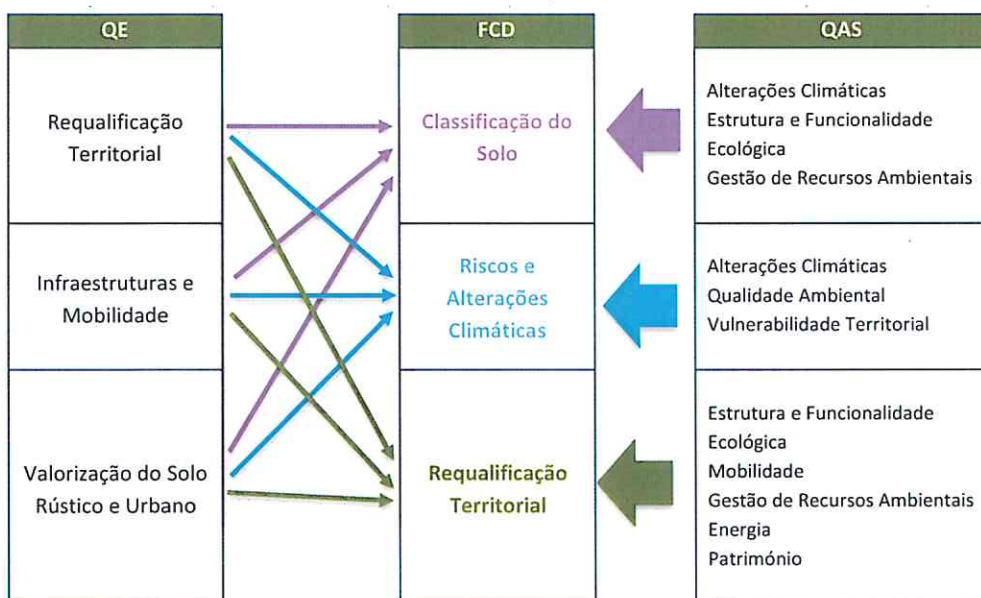 QE
Requalificação
Territorial
Infraestruturas e
Mobilidade
Valorização do Solo
Rústico e Urbano
FCD
Classificação do
Solo
Riscos e
Alterações
Climáticas
Requalificação
Territorial
QAS
Alterações Climáticas
Estrutura e Funcionalidade
Ecológica
Gestão de Recursos Ambientais
Alterações Climáticas
Qualidade Ambiental
Vulnerabilidade Territorial
Estrutura e Funcionalidade
Ecológica
Mobilidade
Gestão de Recursos Ambientais
Energia
Património